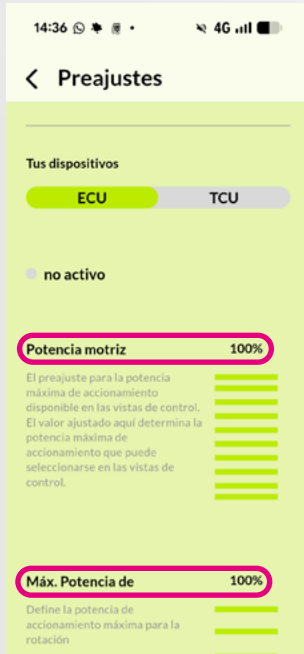 14:36 4G
Preajustes
Tus dispositivos
ECU TCU
no activo
Potencia motriz 100%
El preajuste para la potencia
máxima de accionamiento
disponible en las vistas de control.
El valor ajustado aquí determina la
potencia máxima de
accionamiento que puede
seleccionarse en las vistas de
control.
Máx. Potencia de 100%
Define la potencia de
accionamiento máxima para la
rotación